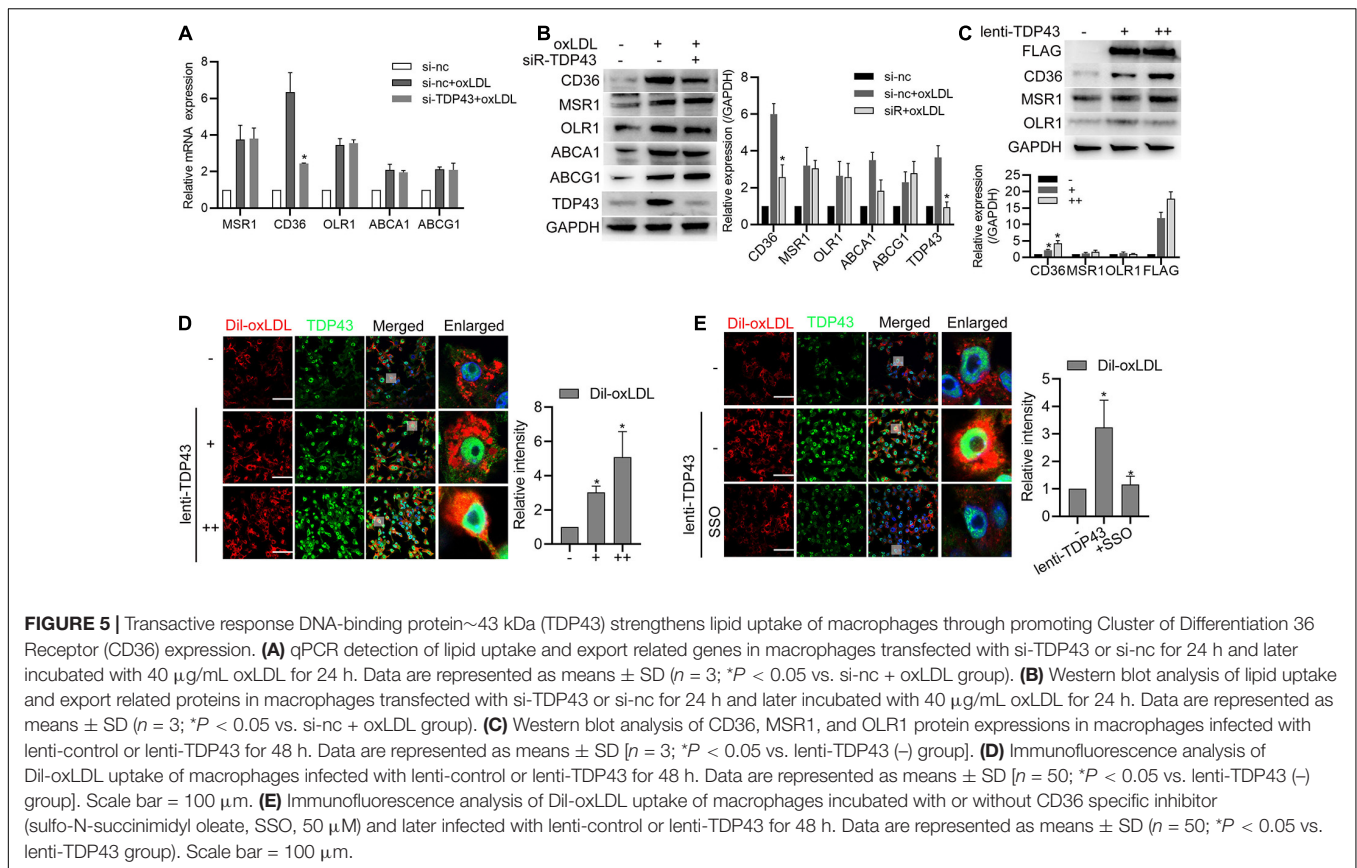 A
Relative mRNA expression
8
6
4
2
0
si-nc
si-nc+oxLDL
si-TDP43+oxLDL
*
MSR1 CD36 OLR1 ABCA1 ABCG1
B
oxLDL - + +
siR-TDP43 - - +
CD36
MSR1
OLR1
ABCA1
ABCG1
TDP43
GAPDH
Relative expression (/GAPDH)
8
6
4
2
0
si-nc
si-nc+oxLDL
siR+oxLDL
* *
CD36 MSR1 OLR1 ABCA1 ABCG1 TDP43
C
lenti-TDP43 - + ++
FLAG
CD36
MSR1
OLR1
GAPDH
Relative expression
(/GAPDH)
25
20
15
10
5
0
-
+
++
* *
CD36 MSR1 OLR1 FLAG
D
Dil-oxLDL TDP43 Merged Enlarged
-
+
++
lenti-TDP43
Dil-oxLDL
Relative intensity
8
6
4
2
0
* *
- + ++
E
Dil-oxLDL TDP43 Merged Enlarged
-
-
SSO
lenti-TDP43
Dil-oxLDL
Relative intensity
5
4
3
2
1
0
* *
- lenti-TDP43 +SSO
FIGURE 5 | Transactive response DNA-binding protein~43 kDa (TDP43) strengthens lipid uptake of macrophages through promoting Cluster of Differentiation 36
Receptor (CD36) expression. (A) qPCR detection of lipid uptake and export related genes in macrophages transfected with si-TDP43 or si-nc for 24 h and later
incubated with 40 μg/mL oxLDL for 24 h. Data are represented as means ± SD (n = 3; *P < 0.05 vs. si-nc + oxLDL group). (B) Western blot analysis of lipid uptake
and export related proteins in macrophages transfected with si-TDP43 or si-nc for 24 h and later incubated with 40 μg/mL oxLDL for 24 h. Data are represented as
means ± SD (n = 3; *P < 0.05 vs. si-nc + oxLDL group). (C) Western blot analysis of CD36, MSR1, and OLR1 protein expressions in macrophages infected with
lenti-control or lenti-TDP43 for 48 h. Data are represented as means ± SD [n = 3; *P < 0.05 vs. lenti-TDP43 (–) group]. (D) Immunofluorescence analysis of
Dil-oxLDL uptake of macrophages infected with lenti-control or lenti-TDP43 for 48 h. Data are represented as means ± SD [n = 50; *P < 0.05 vs. lenti-TDP43 (–)
group]. Scale bar = 100 μm. (E) Immunofluorescence analysis of Dil-oxLDL uptake of macrophages incubated with or without CD36 specific inhibitor
(sulfo-N-succinimidyl oleate, SSO, 50 μM) and later infected with lenti-control or lenti-TDP43 for 48 h. Data are represented as means ± SD (n = 50; *P < 0.05 vs.
lenti-TDP43 group). Scale bar = 100 μm.